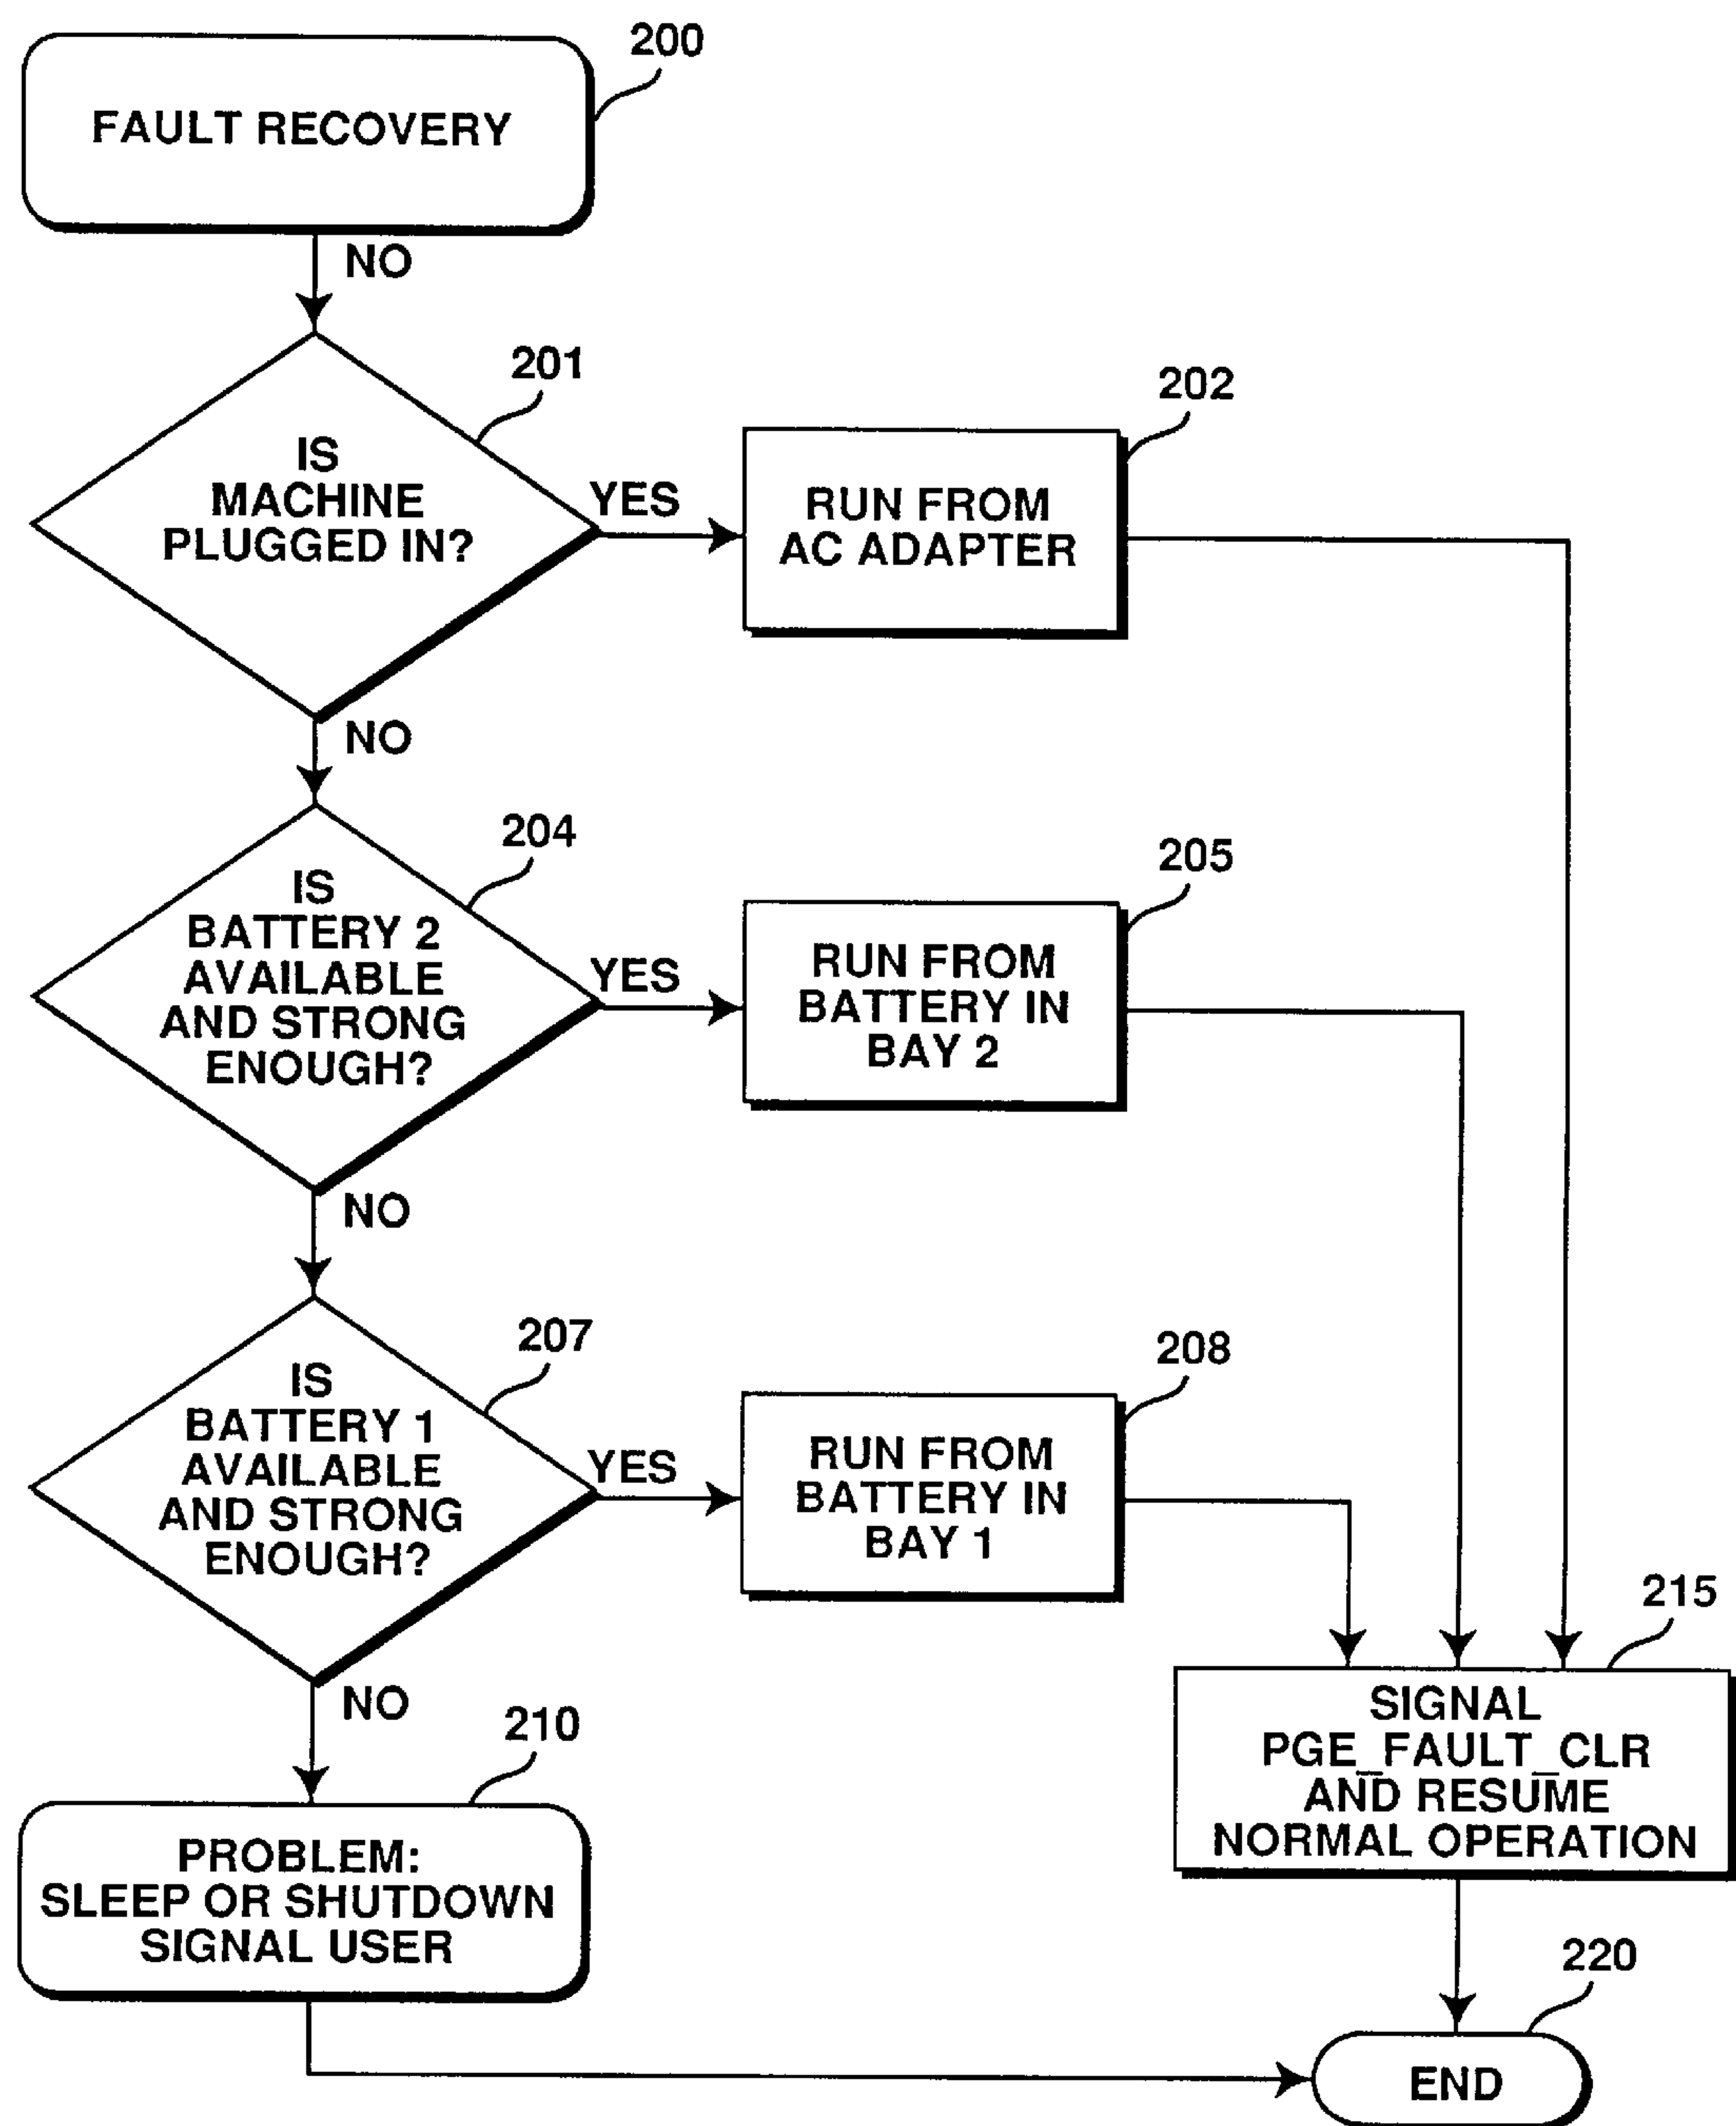 200
FAULT RECOVERY
NO
201
IS
MACHINE
PLUGGED IN?
YES
202
RUN FROM
AC ADAPTER
NO
204
IS
BATTERY 2
AVAILABLE
AND STRONG
ENOUGH?
YES
205
RUN FROM
BATTERY IN
BAY 2
NO
207
IS
BATTERY 1
AVAILABLE
AND STRONG
ENOUGH?
YES
208
RUN FROM
BATTERY IN
BAY 1
NO
210
PROBLEM:
SLEEP OR SHUTDOWN
SIGNAL USER
215
SIGNAL
PGE_FAULT_CLR
AND RESUME
NORMAL OPERATION
220
END